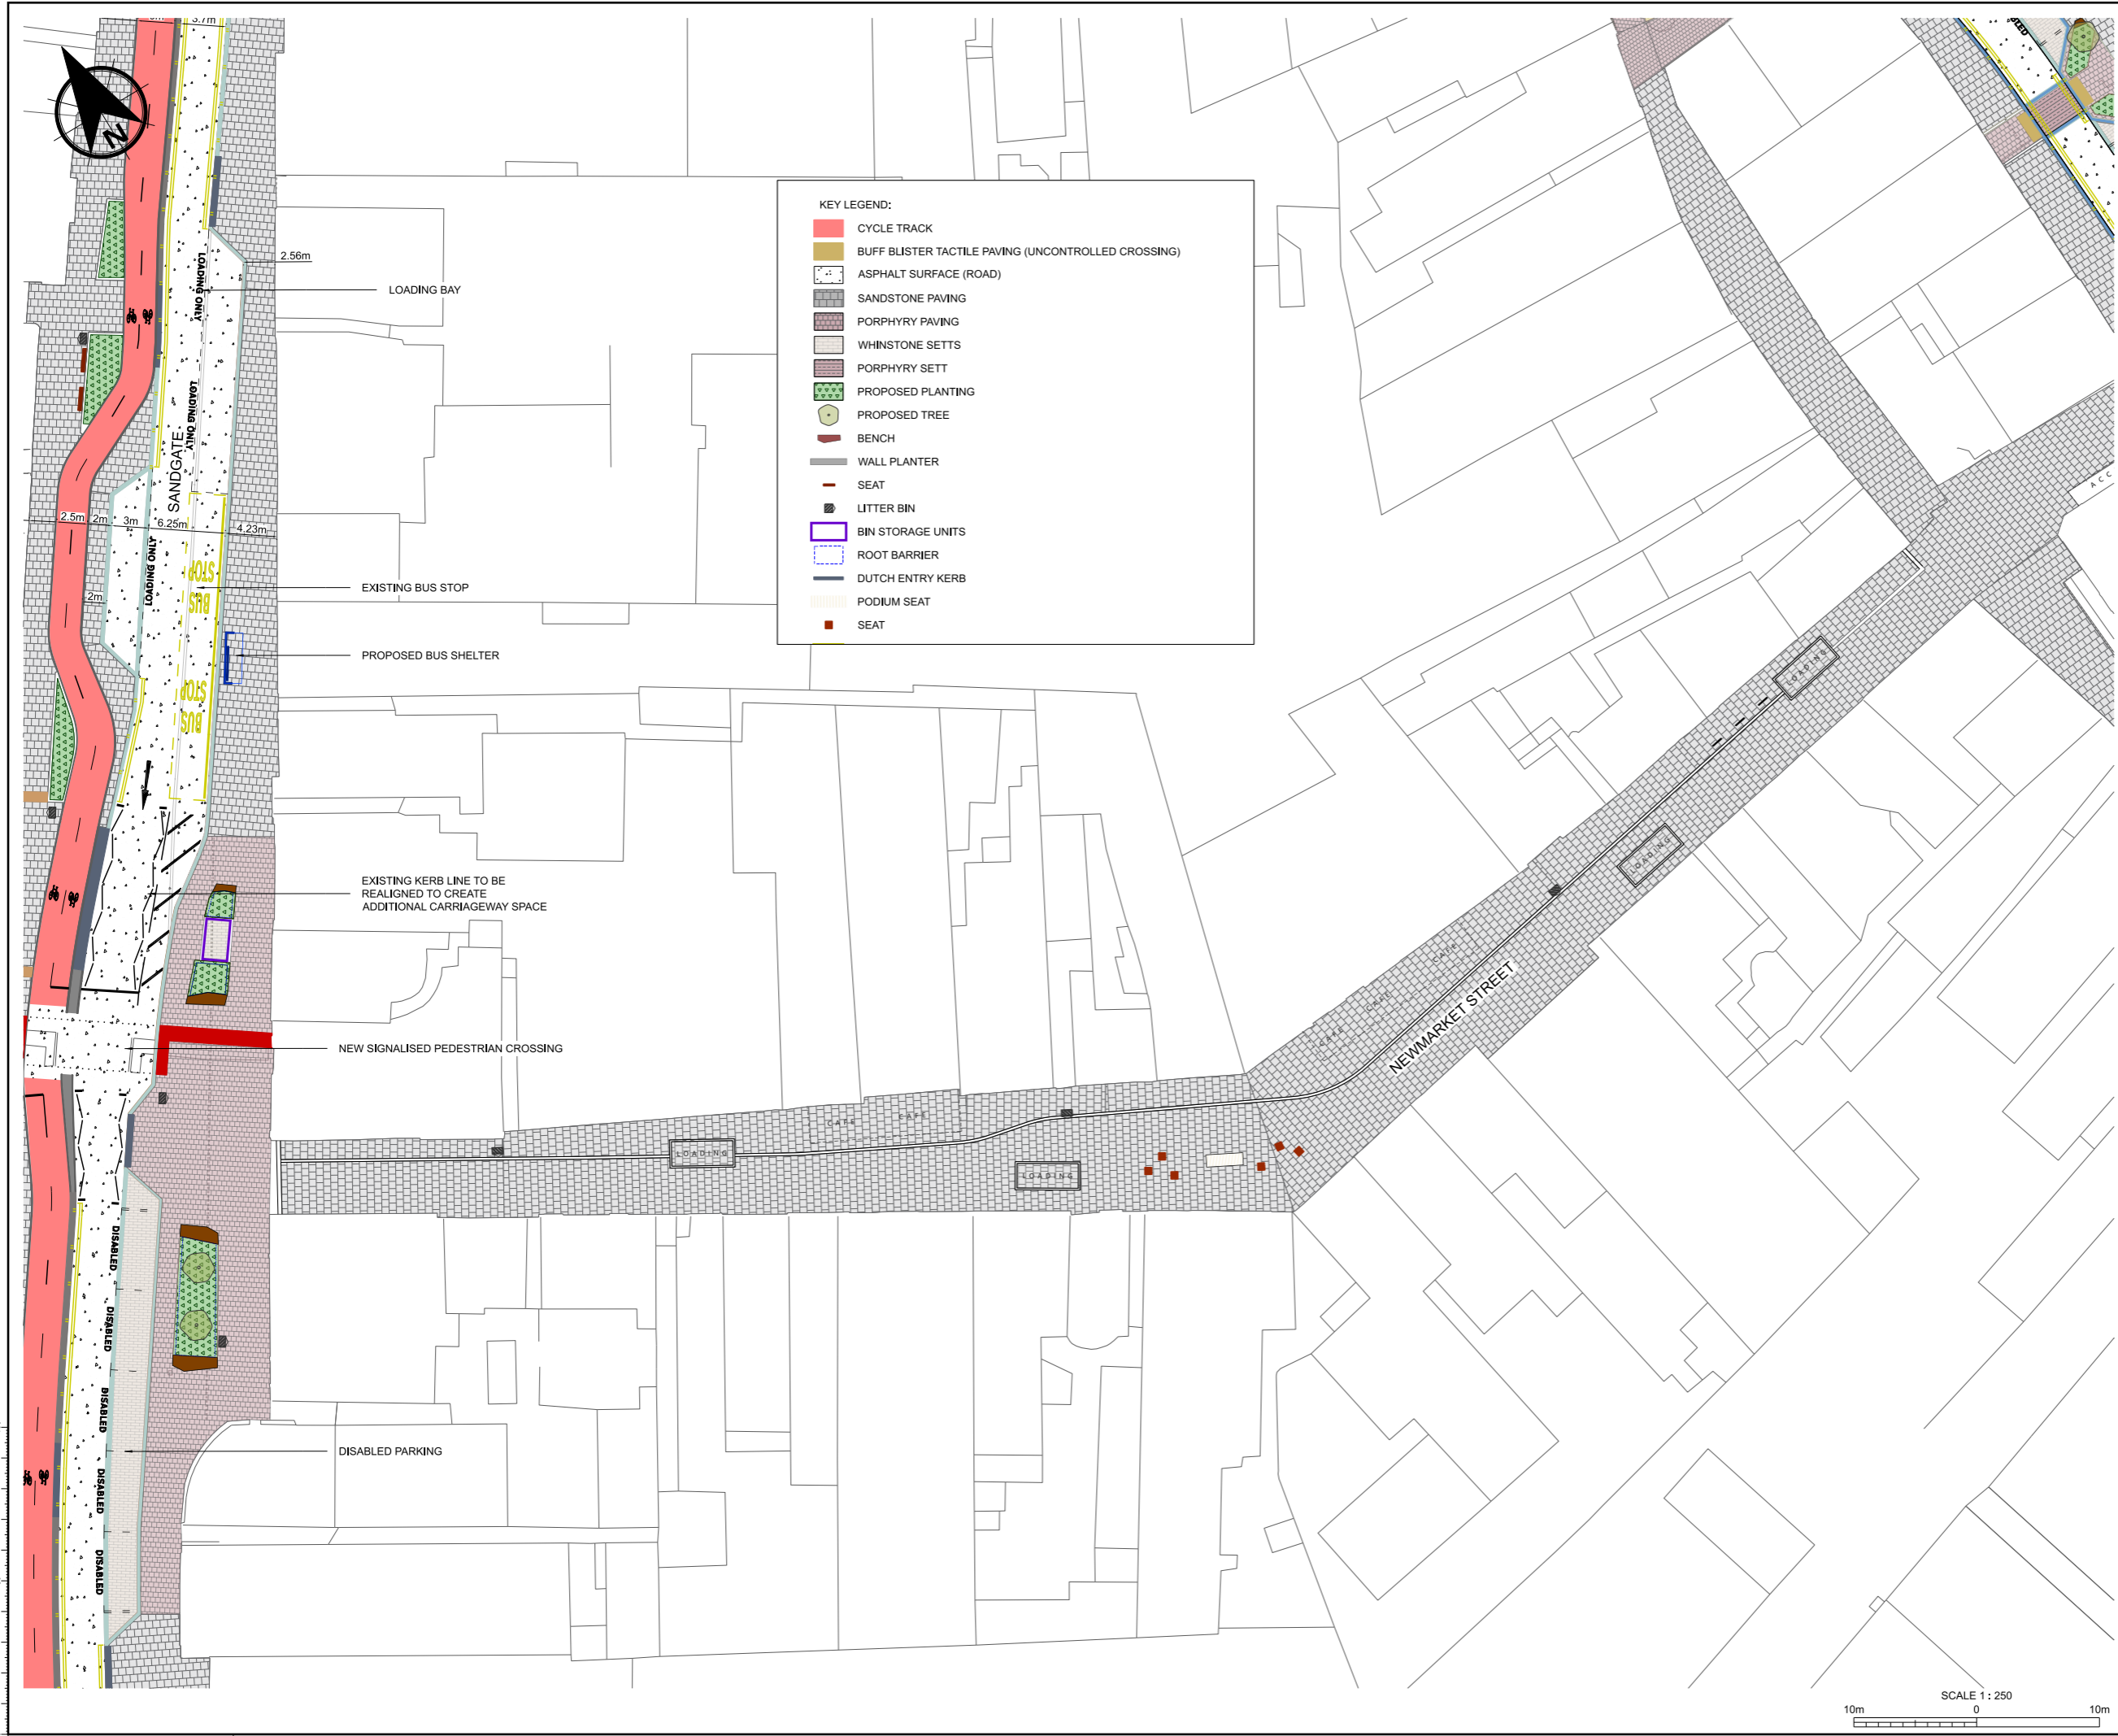 3.7m
N
2.56m
LOADING ONLY
LOADING BAY
LOADING ONLY
SANDGATE
2.5m
2m
3m
6.25m
4.23m
LOADING ONLY
BUS STOP
EXISTING BUS STOP
2m
PROPOSED BUS SHELTER
BUS STOP
EXISTING KERB LINE TO BE
REALIGNED TO CREATE
ADDITIONAL CARRIAGEWAY SPACE
NEW SIGNALISED PEDESTRIAN CROSSING
DISABLED
DISABLED
DISABLED
DISABLED
DISABLED
DISABLED PARKING
KEY LEGEND:
CYCLE TRACK
BUFF BLISTER TACTILE PAVING (UNCONTROLLED CROSSING)
ASPHALT SURFACE (ROAD)
SANDSTONE PAVING
PORPHYRY PAVING
WHINSTONE SETTS
PORPHYRY SETT
PROPOSED PLANTING
PROPOSED TREE
BENCH
WALL PLANTER
SEAT
LITTER BIN
BIN STORAGE UNITS
ROOT BARRIER
DUTCH ENTRY KERB
PODIUM SEAT
SEAT
LOADING
LOADING
CAFE
CAFE
CAFE
NEWMARKET STREET
CAFE
CAFE
LOADING
LOADING
SCALE 1 : 250
10m
0
10m